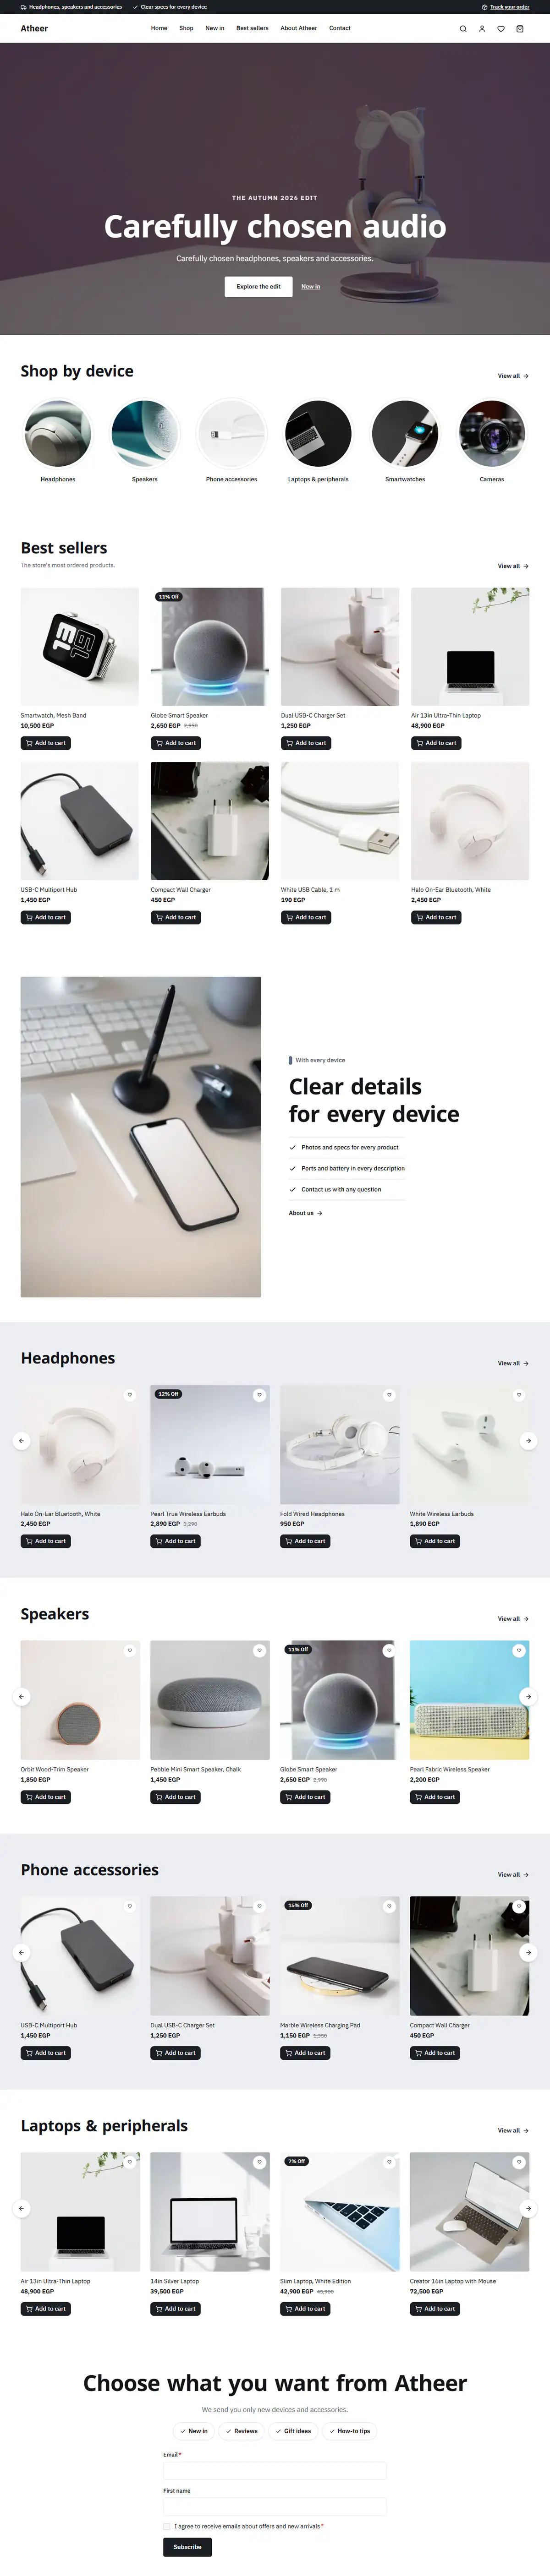 Headphones, speakers and accessories
Clear specs for every device
Track your order
Atheer
Home
Shop
New in
Best sellers
About Atheer
Contact
THE AUTUMN 2026 EDIT
Carefully chosen audio
Carefully chosen headphones, speakers and accessories.
Explore the edit
New in
Shop by device
View all
Headphones
Speakers
Phone accessories
Laptops & peripherals
Smartwatches
Cameras
Best sellers
The store's most ordered products.
View all
11% Off
Smartwatch, Mesh Band
10,500 EGP
Add to cart
Globe Smart Speaker
2,650 EGP 2,990
Add to cart
Dual USB-C Charger Set
1,250 EGP
Add to cart
Air 13in Ultra-Thin Laptop
48,900 EGP
Add to cart
USB-C Multiport Hub
1,450 EGP
Add to cart
Compact Wall Charger
450 EGP
Add to cart
White USB Cable, 1 m
190 EGP
Add to cart
Halo On-Ear Bluetooth, White
2,450 EGP
Add to cart
With every device
Clear details
for every device
Photos and specs for every product
Ports and battery in every description
Contact us with any question
About us
Headphones
View all
12% Off
Halo On-Ear Bluetooth, White
2,450 EGP
Add to cart
Pearl True Wireless Earbuds
2,890 EGP
Add to cart
Fold Wired Headphones
950 EGP
Add to cart
White Wireless Earbuds
1,890 EGP
Add to cart
Speakers
View all
11% Off
Orbit Wood-Trim Speaker
1,850 EGP
Add to cart
Pebble Mini Smart Speaker, Chalk
1,450 EGP
Add to cart
Globe Smart Speaker
2,650 EGP 2,990
Add to cart
Pearl Fabric Wireless Speaker
2,200 EGP
Add to cart
Phone accessories
View all
15% Off
USB-C Multiport Hub
1,450 EGP
Add to cart
Dual USB-C Charger Set
1,250 EGP
Add to cart
Marble Wireless Charging Pad
1,150 EGP
Add to cart
Compact Wall Charger
450 EGP
Add to cart
Laptops & peripherals
View all
7% Off
Air 13in Ultra-Thin Laptop
48,900 EGP
Add to cart
14in Silver Laptop
39,500 EGP
Add to cart
Slim Laptop, White Edition
42,900 EGP
Add to cart
Creator 16in Laptop with Mouse
72,500 EGP
Add to cart
Choose what you want from Atheer
We send you only new devices and accessories.
New in
Reviews
Gift ideas
How-to tips
Email*
First name
I agree to receive emails about offers and new arrivals*
Subscribe